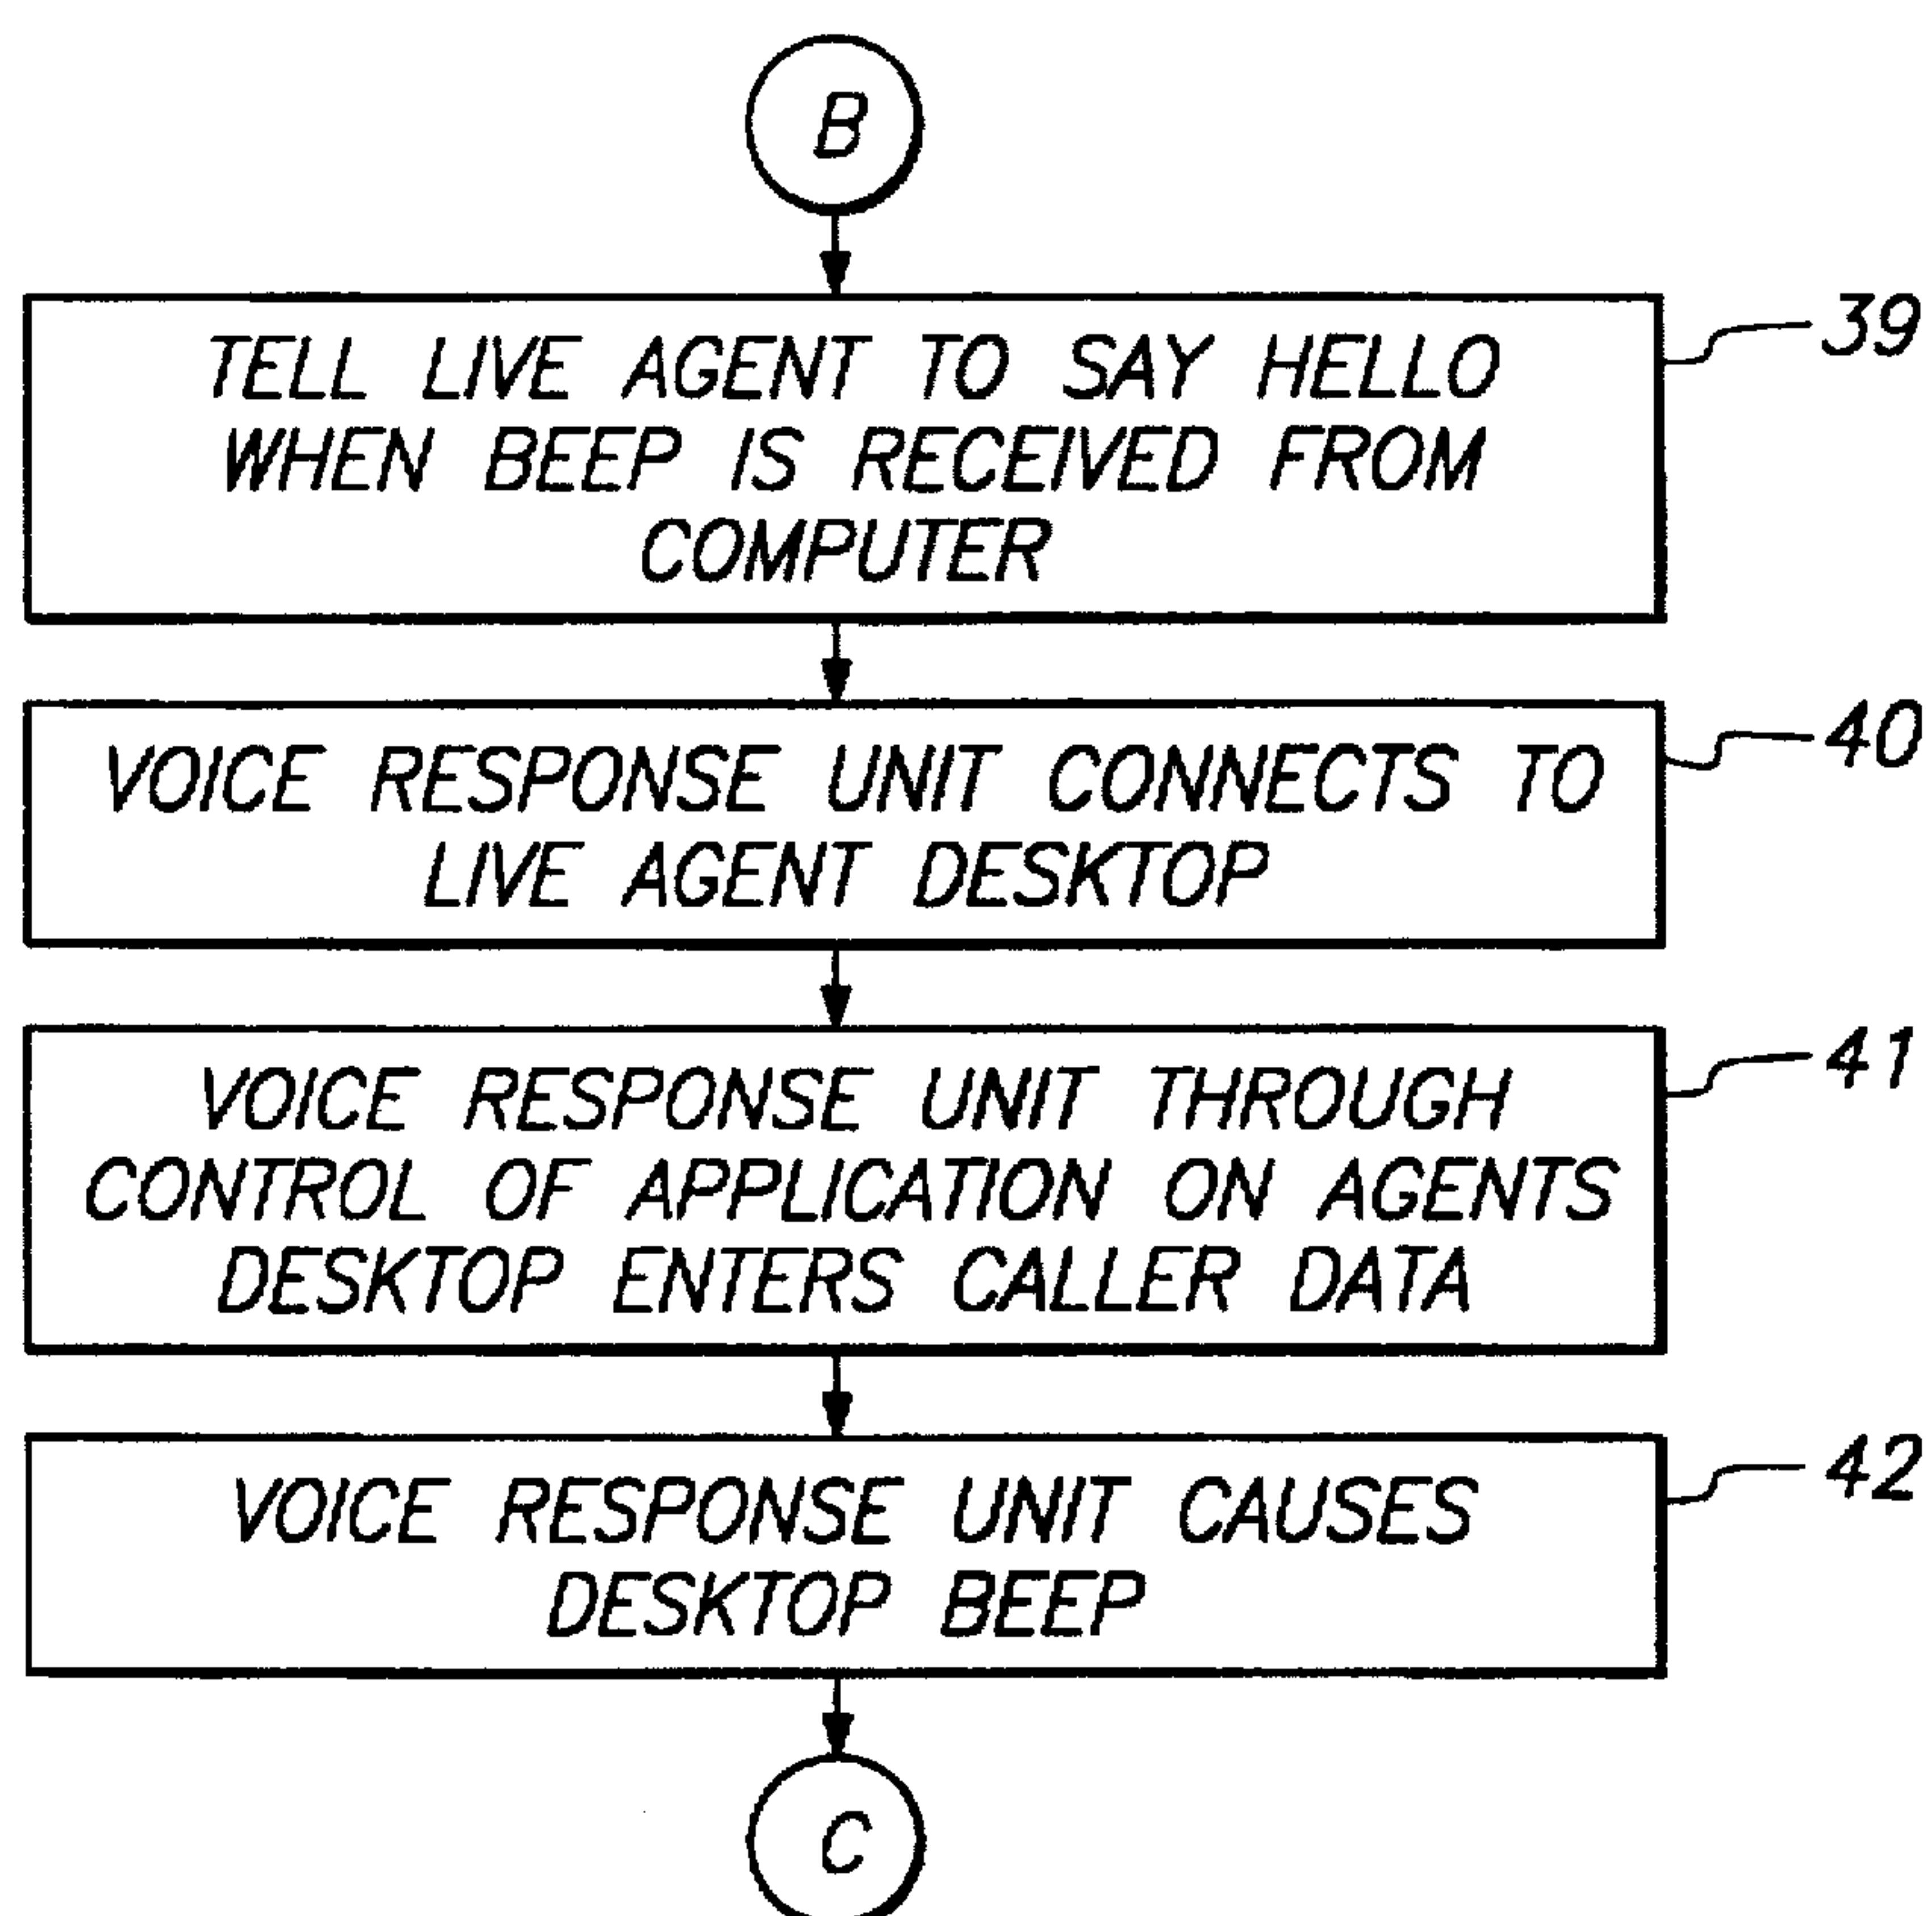 B
TELL LIVE AGENT TO SAY HELLO
WHEN BEEP IS RECEIVED FROM
COMPUTER
39
VOICE RESPONSE UNIT CONNECTS TO
LIVE AGENT DESKTOP
40
VOICE RESPONSE UNIT THROUGH
CONTROL OF APPLICATION ON AGENTS
DESKTOP ENTERS CALLER DATA
41
VOICE RESPONSE UNIT CAUSES
DESKTOP BEEP
42
C